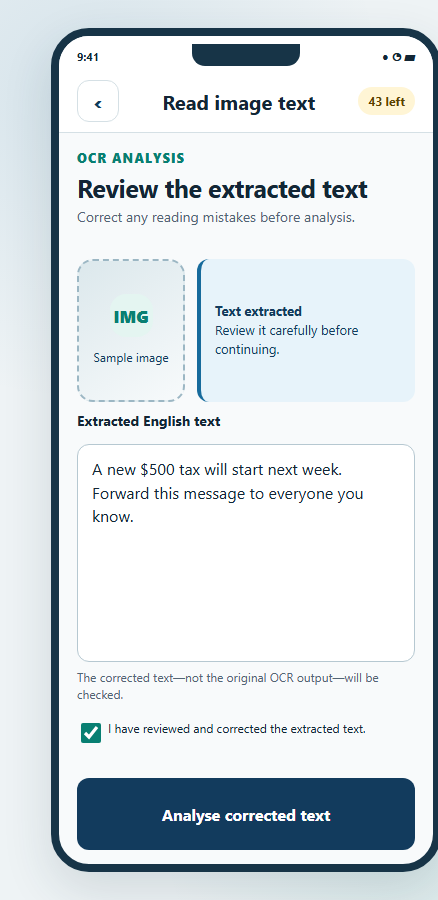 9:41
‹
Read image text
43 left
OCR ANALYSIS
Review the extracted text
Correct any reading mistakes before analysis.
IMG
Sample image
Text extracted
Review it carefully before
continuing.
Extracted English text
A new $500 tax will start next week.
Forward this message to everyone you
know.
The corrected text—not the original OCR output—will be
checked.
I have reviewed and corrected the extracted text.
Analyse corrected text